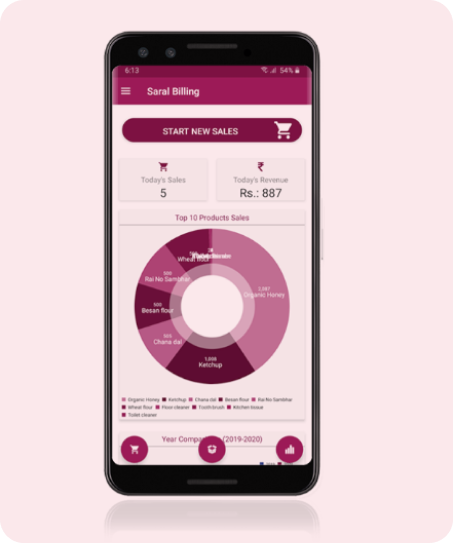 6:13
54%
Saral Billing
START NEW SALES
Today's Sales
5
Today's Revenue
Rs.: 887
Top 10 Products Sales
2,087
Organic Honey
1,000
Ketchup
505
Chana dal
500
Besan flour
500
Rai No Sambhar
Wheat flour
Organic Honey Ketchup Chana dal Besan flour Rai No Sambhar
Wheat flour Floor cleaner Tooth brush Kitchen tissue
Toilet cleaner
Year Comparison (2019-2020)